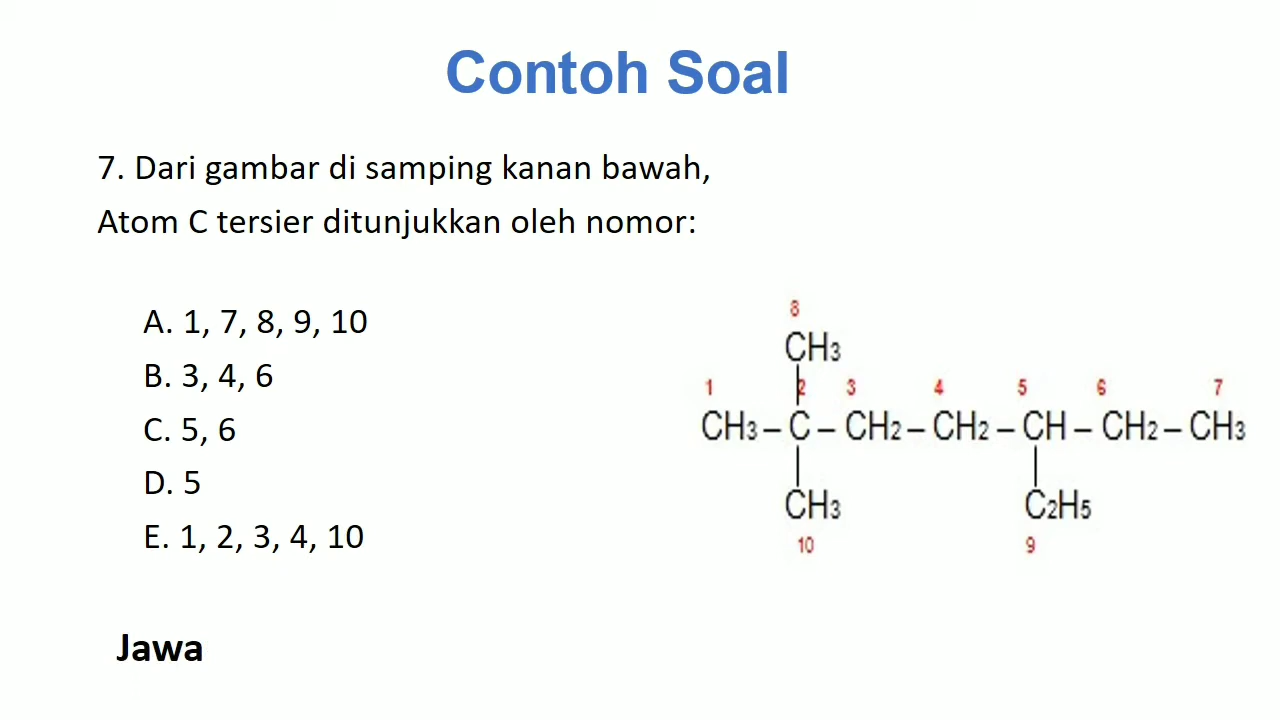 Contoh Soal
7. Dari gambar di samping kanan bawah,
Atom C tersier ditunjukkan oleh nomor:
A. 1, 7, 8, 9, 10
B. 3, 4, 6
C. 5, 6
D. 5
E. 1, 2, 3, 4, 10
8
CH3
1 2 3 4 5 6 7
CH3 – C – CH2 – CH2 – CH – CH2 – CH3
CH3 C2H5
10 9
Jawa